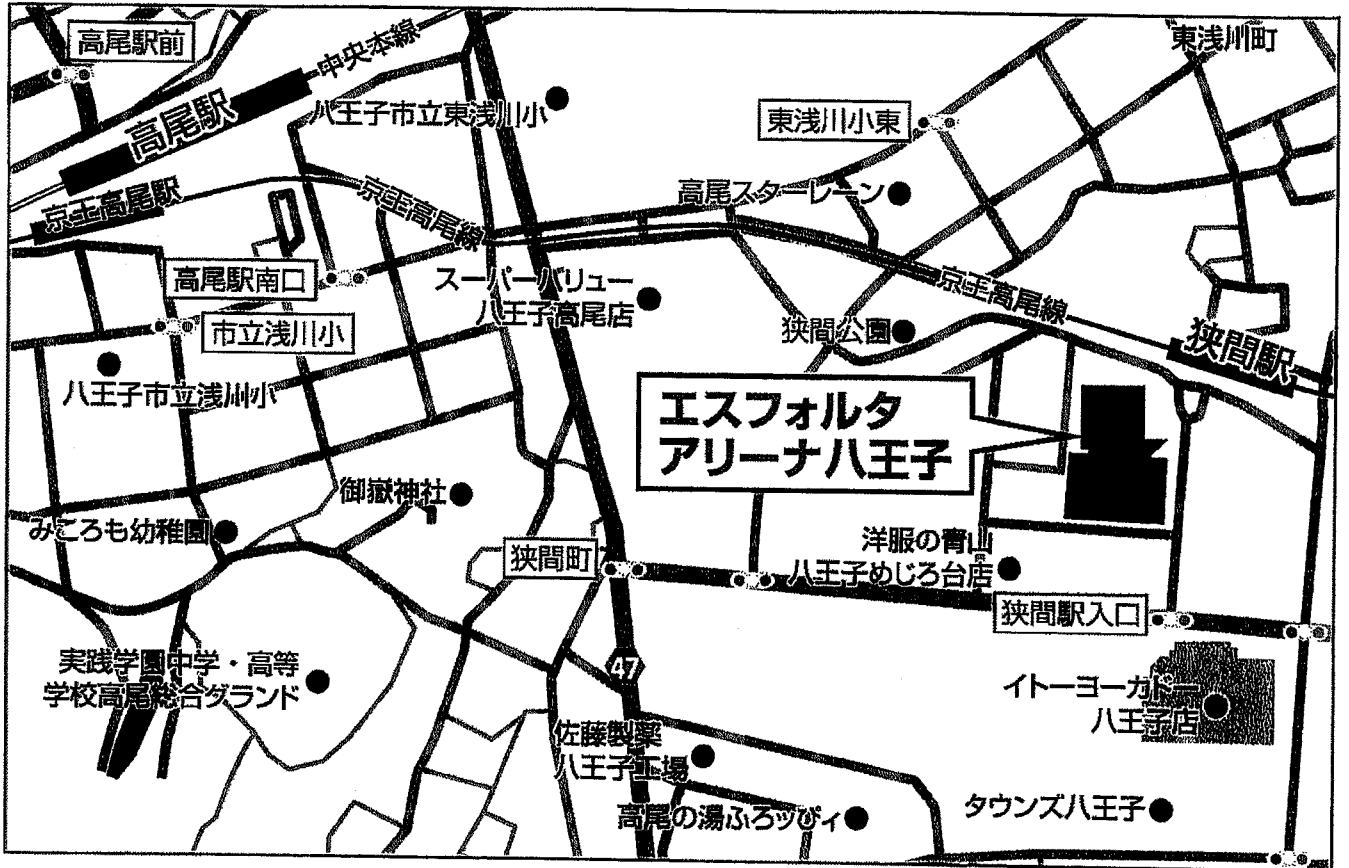 高尾駅前
中央本線
東浅川町
高尾駅
八王子市立東浅川小
東浅川小東
京王高尾駅
京王高尾線
高尾スターレーン
高尾駅南口
スーパーバリュー
八王子高尾店
京王高尾線
市立浅川小
狭間公園
狭間駅
八王子市立浅川小
エスフォルタ
アリーナ八王子
御嶽神社
みころも幼稚園
狭間町
洋服の青山
八王子めじろ台店
狭間駅入口
実践学園中学・高等
学校高尾総合グランド
47
イトーヨーカドー
八王子店
佐藤製薬
八王子工場
高尾の湯ふろッぴィ
タウンズ八王子